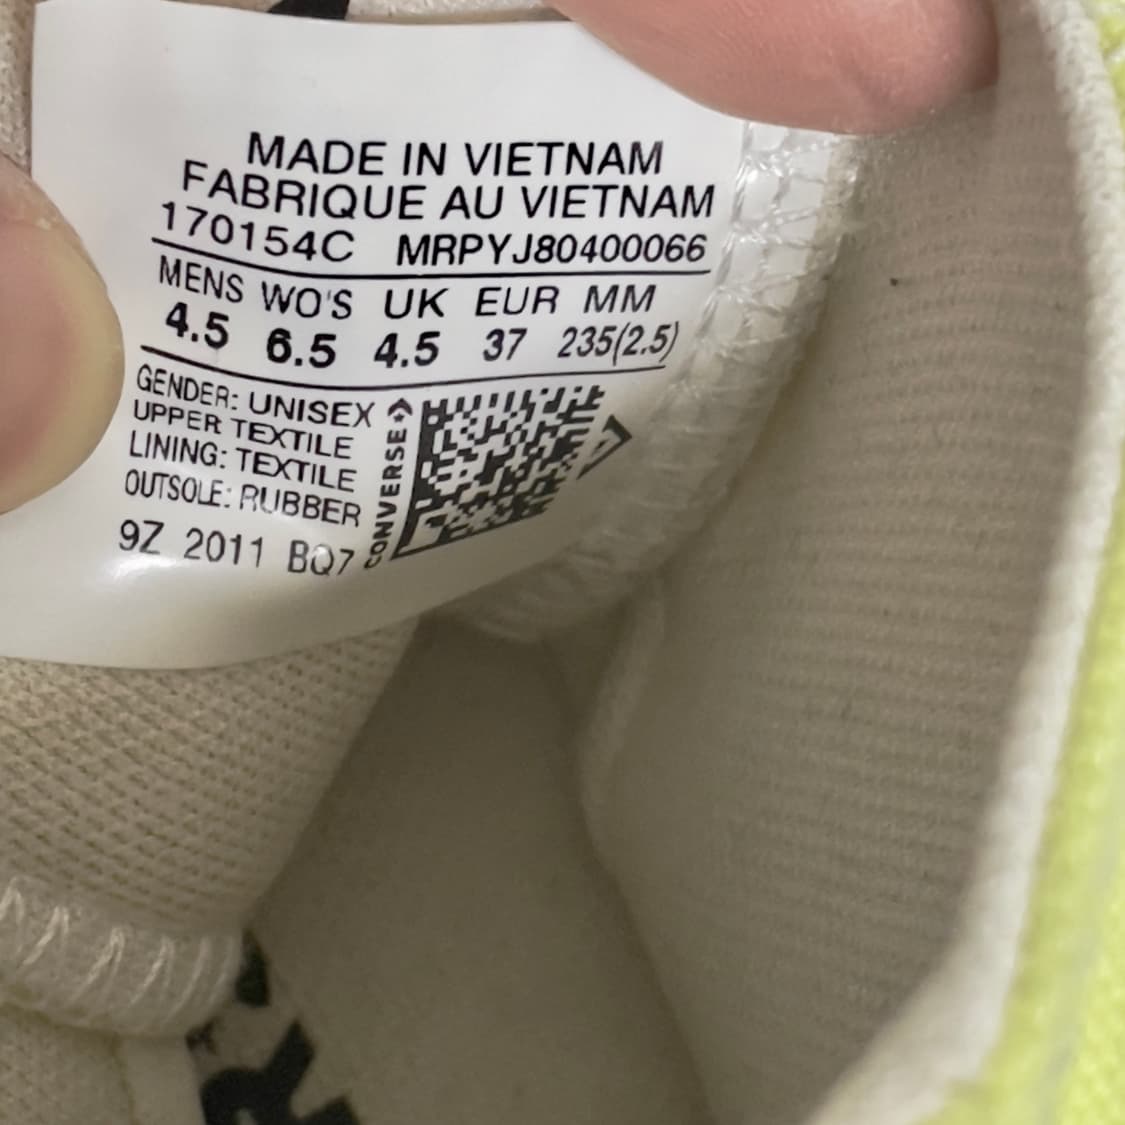 MADE IN VIETNAM
FABRIQUE AU VIETNAM
170154C MRPYJ80400066
MENS WO'S UK EUR MM
4.5 6.5 4.5 37 235(2.5)
GENDER: UNISEX
UPPER TEXTILE
LINING: TEXTILE
OUTSOLE: RUBBER
9Z 2011 BQ7
CONVERSE